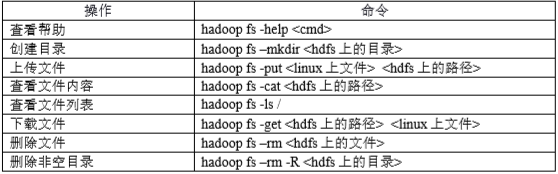 操作 命令
查看帮助 hadoop fs -help <cmd>
创建目录 hadoop fs –mkdir <hdfs 上的目录>
上传文件 hadoop fs -put <linux 上文件> <hdfs 上的路径>
查看文件内容 hadoop fs -cat <hdfs 上的路径>
查看文件列表 hadoop fs -ls /
下载文件 hadoop fs -get <hdfs 上的路径> <linux 上文件>
删除文件 hadoop fs –rm <hdfs 上的文件>
删除非空目录 hadoop fs –rm -R <hdfs 上的目录>